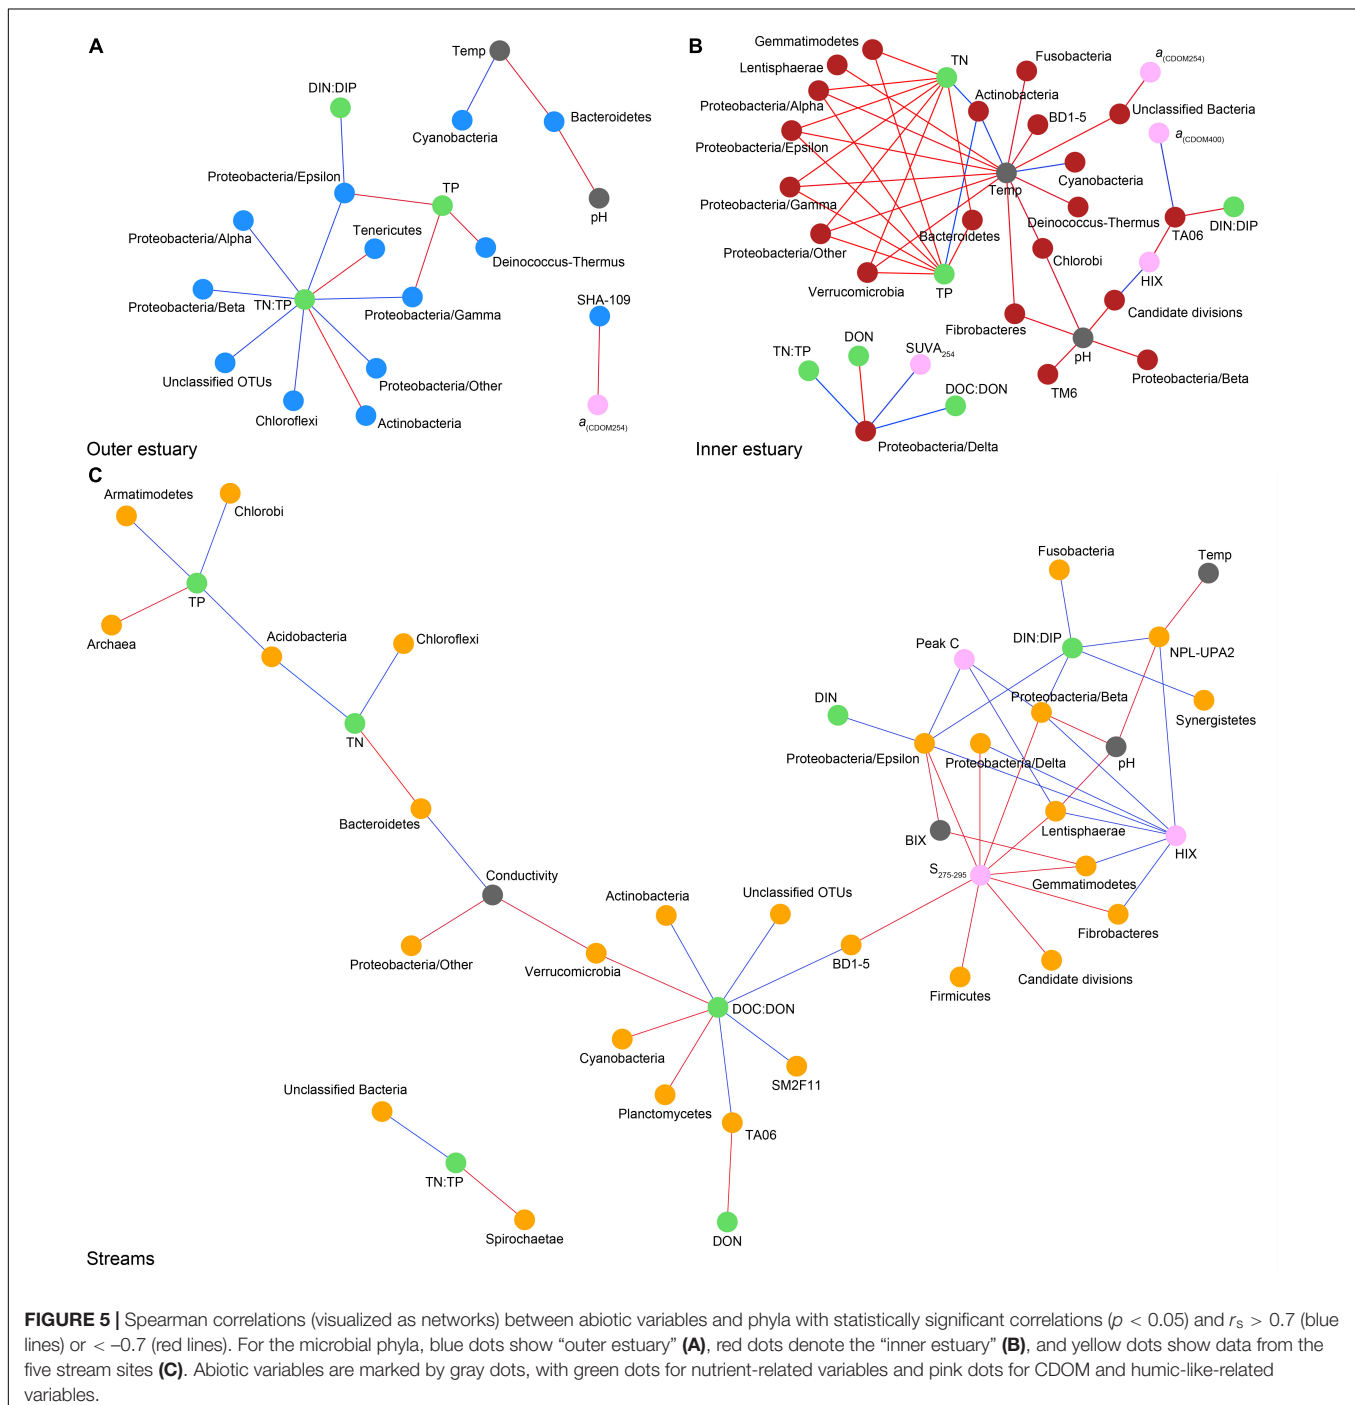 A
Temp
DIN:DIP
Cyanobacteria
Bacteroidetes
Proteobacteria/Epsilon
TP
pH
Proteobacteria/Alpha
Tenericutes
Deinococcus-Thermus
Proteobacteria/Beta
TN:TP
Proteobacteria/Gamma
SHA-109
Unclassified OTUs
Proteobacteria/Other
Chloroflexi
Actinobacteria
a(CDOM254)
Outer estuary
B
Gemmatimodetes
TN
Fusobacteria
a(CDOM254)
Lentisphaerae
Actinobacteria
Proteobacteria/Alpha
BD1-5
Unclassified Bacteria
a(CDOM400)
Proteobacteria/Epsilon
Temp
Cyanobacteria
Proteobacteria/Gamma
Deinococcus-Thermus
TA06
DIN:DIP
Bacteroidetes
Proteobacteria/Other
Chlorobi
HIX
Verrucomicrobia
TP
Candidate divisions
Fibrobacteres
pH
TN:TP
DON
SUVA254
DOC:DON
TM6
Proteobacteria/Beta
Proteobacteria/Delta
Inner estuary
C
Armatimodetes
Chlorobi
TP
Archaea
Acidobacteria
Chloroflexi
TN
Bacteroidetes
Conductivity
Proteobacteria/Other
Verrucomicrobia
Actinobacteria
Unclassified OTUs
BD1-5
DOC:DON
Cyanobacteria
SM2F11
Planctomycetes
TA06
DON
Unclassified Bacteria
TN:TP
Spirochaetae
Fusobacteria
Temp
Peak C
DIN:DIP
NPL-UPA2
DIN
Proteobacteria/Beta
Synergistetes
Proteobacteria/Epsilon
Proteobacteria/Delta
pH
BIX
Lentisphaerae
HIX
S275-295
Gemmatimodetes
Fibrobacteres
Firmicutes
Candidate divisions
Streams
FIGURE 5 | Spearman correlations (visualized as networks) between abiotic variables and phyla with statistically significant correlations (p < 0.05) and rs > 0.7 (blue
lines) or < –0.7 (red lines). For the microbial phyla, blue dots show “outer estuary” (A), red dots denote the “inner estuary” (B), and yellow dots show data from the
five stream sites (C). Abiotic variables are marked by gray dots, with green dots for nutrient-related variables and pink dots for CDOM and humic-like-related
variables.